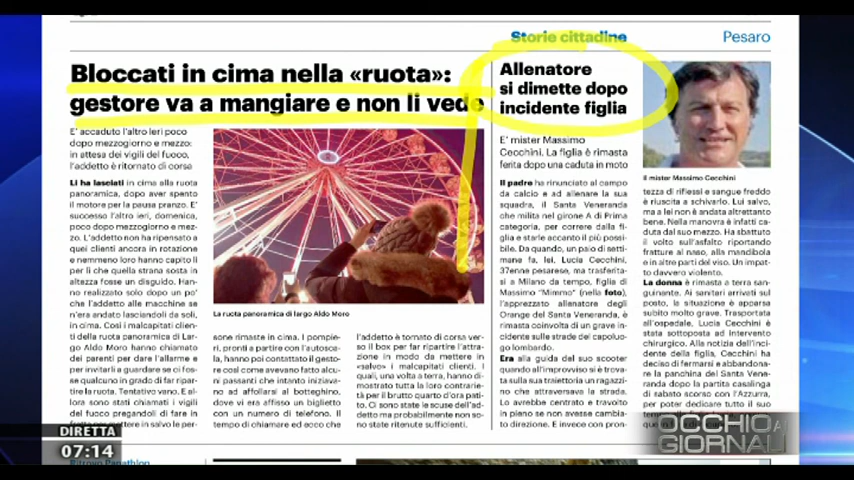 Storie cittadine
Pesaro
Bloccati in cima nella «ruota»:
gestore va a mangiare e non li vede
E' accaduto l'altro ieri poco
dopo mezzogiorno e mezzo:
in attesa dei vigili del fuoco,
l'addetto è ritornato di corsa
Li ha lasciati in cima alla ruota
panoramica, dopo aver spento
il motore per la pausa pranzo. E'
successo l'altro ieri, domenica,
poco dopo mezzogiorno e mez-
zo. L'addetto non ha ripensato a
quei clienti ancora in rotazione
e nemmeno loro hanno capito lì
per lì che quella strana sosta in
altezza fosse un disguido. Han-
no realizzato solo dopo un po'
che l'addetto alle macchine se
n'era andato lasciandoli da soli,
in cima. Così i malcapitati clien-
ti della ruota panoramica di Lar-
go Aldo Moro hanno chiamato
dei parenti per dare l'allarme e
per invitarli a guardare se ci fos-
se qualcuno in grado di far ripar-
tire la ruota. Tentativo vano. E al-
lora sono stati chiamati i vigili
del fuoco pregandoli di fare in
La ruota panoramica di largo Aldo Moro
sone rimaste in cima. I pompie-
ri, pronti a partire con l'autosca-
la, hanno poi contattato il gesto-
re così come avevano fatto alcu-
ni passanti che intanto iniziava-
no ad affollarsi al botteghino,
dove vi era affisso un biglietto
con un numero di telefono. Il
tempo di chiamare ed ecco che
l'addetto è tornato di corsa ver-
so il box per far ripartire l'attra-
zione in modo da mettere in
«salvo» i malcapitati clienti. I
quali, una volta a terra, hanno di-
mostrato tutta la loro contrarie-
tà per il brutto quarto d'ora pati-
to. Ci sono state le scuse dell'ad-
detto ma probabilmente non so-
no state ritenute sufficienti.
Allenatore
si dimette dopo
incidente figlia
E' mister Massimo
Cecchini. La figlia è rimasta
ferita dopo una caduta in moto
Il padre ha rinunciato al campo
da calcio e ad allenare la sua
squadra, il Santa Veneranda
che milita nel girone A di Prima
categoria, per correre dalla fi-
glia e starle accanto il più possi-
bile. Da quando, un paio di setti-
mane fa, lei, Lucia Cecchini,
37enne pesarese, ma trasferita-
si a Milano da tempo, figlia di
Massimo "Mimmo" (nella foto),
l'apprezzato allenatore degli
Orange del Santa Veneranda, è
rimasta coinvolta di un grave inci-
dente sulle strade del capoluo-
go lombardo.
Era alla guida del suo scooter
quando all'improvviso si è trova-
to sulla sua traiettoria un ragazzi-
no che attraversava la strada.
Lo avrebbe centrato e travolto
in pieno se non avesse cambia-
to direzione. E invece con pron-
Il mister Massimo Cecchini
tezza di riflessi e sangue freddo
è riuscita a schivarlo. Lui salvo,
ma a lei non è andata altrettanto
bene. Nella manovra è infatti ca-
duta dal suo mezzo. Ha sbattuto
il volto sull'asfalto riportando
fratture al naso, alla mandibola
e in altre parti del viso. Un impat-
to davvero violento.
La donna è rimasta a terra san-
guinante. Ai sanitari arrivati sul
posto, la situazione è apparsa
subito molto grave. Trasportata
all'ospedale, Lucia Cecchini è
stata sottoposta ad intervento
chirurgico. Alla notizia dell'inci-
dente della figlia, Cecchini ha
deciso di fermarsi e abbandona-
re la panchina del Santa Vene-
randa dopo la partita casalinga
di sabato scorso con l'Azzurra,
per poter dedicare tutto il suo
DIRETTA
07:14
OCCHIO AI
GIORNALI